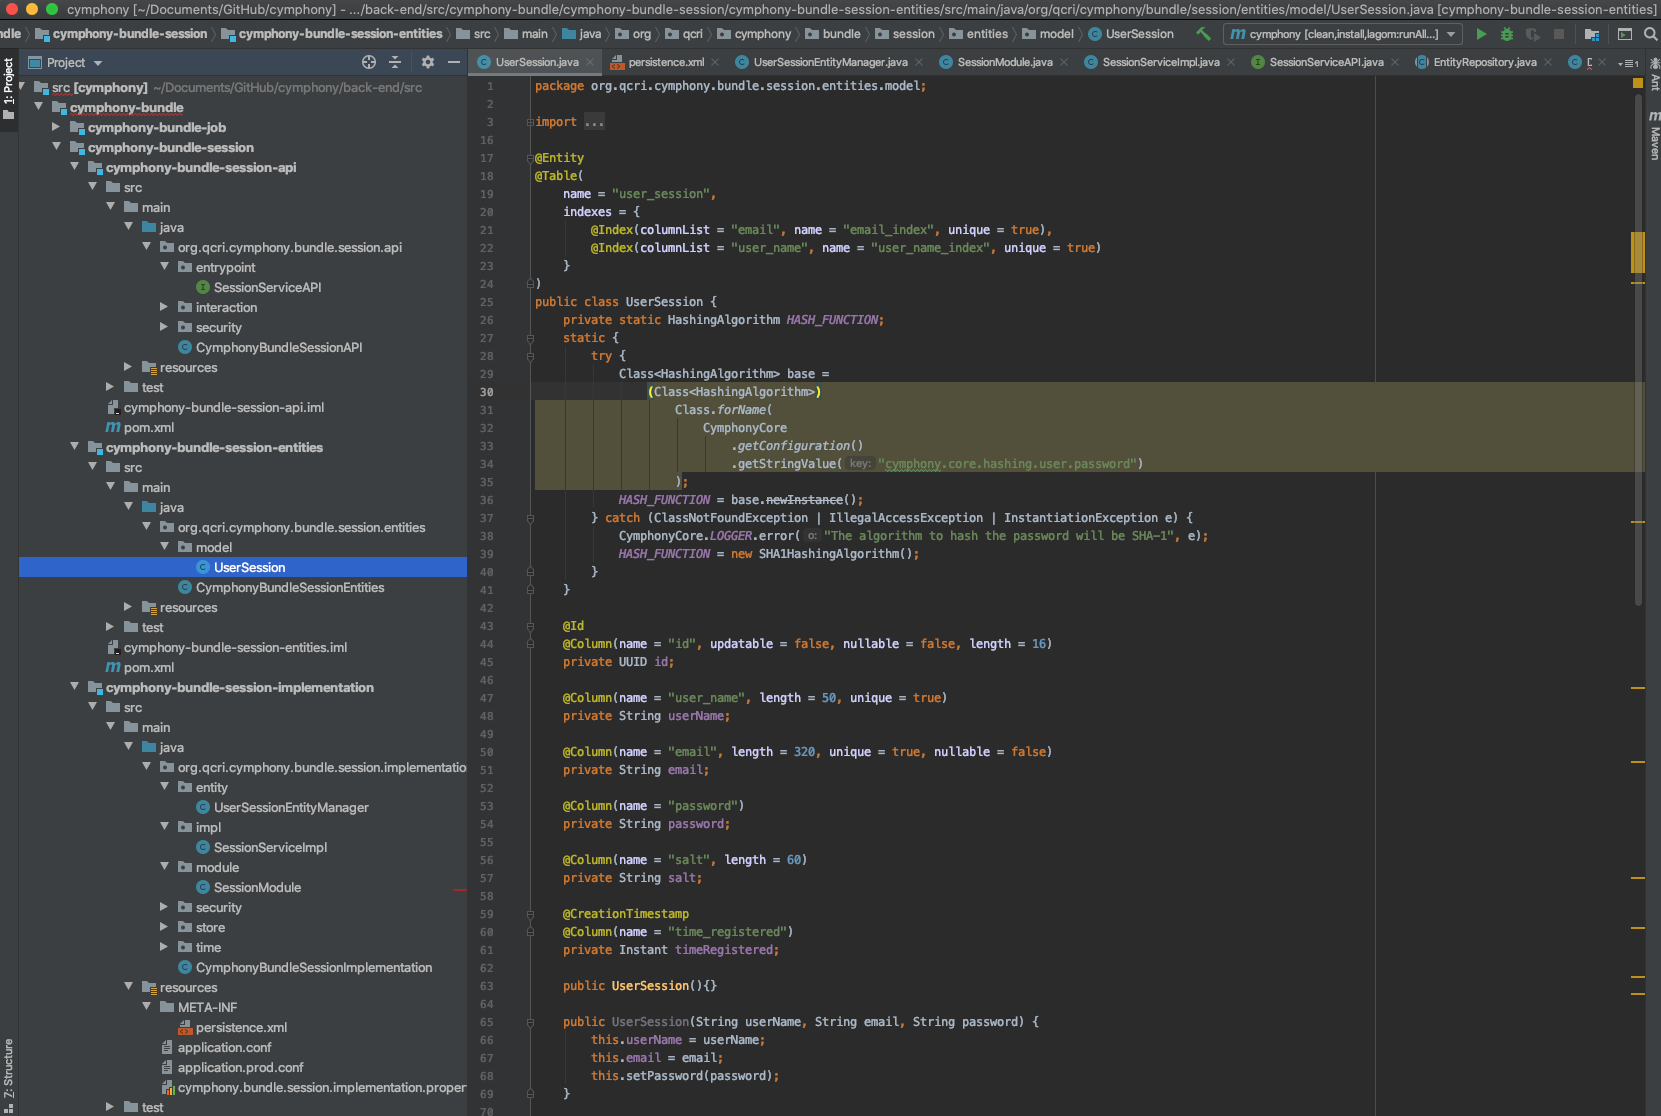 cymphony [~/Documents/GitHub/cymphony] - .../back-end/src/cymphony-bundle/cymphony-bundle-session/cymphony-bundle-session-entities/src/main/java/org/qcri/cymphony/bundle/session/entities/model/UserSession.java [cymphony-bundle-session-entities]
ndle cymphony-bundle-session cymphony-bundle-session-entities src main java org qcri cymphony bundle session entities model UserSession cymphony [clean,install,lagom:runAll...]
Project
UserSession.java persistence.xml UserSessionEntityManager.java SessionModule.java SessionServiceImpl.java SessionServiceAPI.java EntityRepository.java
1: Project
Z: Structure
Ant
Maven
src [cymphony] ~/Documents/GitHub/cymphony/back-end/src
cymphony-bundle
cymphony-bundle-job
cymphony-bundle-session
cymphony-bundle-session-api
src
main
java
org.qcri.cymphony.bundle.session.api
entrypoint
SessionServiceAPI
interaction
security
CymphonyBundleSessionAPI
resources
test
cymphony-bundle-session-api.iml
pom.xml
cymphony-bundle-session-entities
src
main
java
org.qcri.cymphony.bundle.session.entities
model
UserSession
CymphonyBundleSessionEntities
resources
test
cymphony-bundle-session-entities.iml
pom.xml
cymphony-bundle-session-implementation
src
main
java
org.qcri.cymphony.bundle.session.implementatio
entity
UserSessionEntityManager
impl
SessionServiceImpl
module
SessionModule
security
store
time
CymphonyBundleSessionImplementation
resources
META-INF
persistence.xml
application.conf
application.prod.conf
cymphony.bundle.session.implementation.proper
test
1 package org.qcri.cymphony.bundle.session.entities.model;
2
3 import ...
16
17 @Entity
18 @Table(
19 name = "user_session",
20 indexes = {
21 @Index(columnList = "email", name = "email_index", unique = true),
22 @Index(columnList = "user_name", name = "user_name_index", unique = true)
23 }
24 )
25 public class UserSession {
26 private static HashingAlgorithm HASH_FUNCTION;
27 static {
28 try {
29 Class<HashingAlgorithm> base =
30 (Class<HashingAlgorithm>)
31 Class.forName(
32 CymphonyCore
33 .getConfiguration()
34 .getStringValue( key: "cymphony.core.hashing.user.password")
35 );
36 HASH_FUNCTION = base.newInstance();
37 } catch (ClassNotFoundException | IllegalAccessException | InstantiationException e) {
38 CymphonyCore.LOGGER.error( o: "The algorithm to hash the password will be SHA-1", e);
39 HASH_FUNCTION = new SHA1HashingAlgorithm();
40 }
41 }
42
43 @Id
44 @Column(name = "id", updatable = false, nullable = false, length = 16)
45 private UUID id;
46
47 @Column(name = "user_name", length = 50, unique = true)
48 private String userName;
49
50 @Column(name = "email", length = 320, unique = true, nullable = false)
51 private String email;
52
53 @Column(name = "password")
54 private String password;
55
56 @Column(name = "salt", length = 60)
57 private String salt;
58
59 @CreationTimestamp
60 @Column(name = "time_registered")
61 private Instant timeRegistered;
62
63 public UserSession(){}
64
65 public UserSession(String userName, String email, String password) {
66 this.userName = userName;
67 this.email = email;
68 this.setPassword(password);
69 }
70